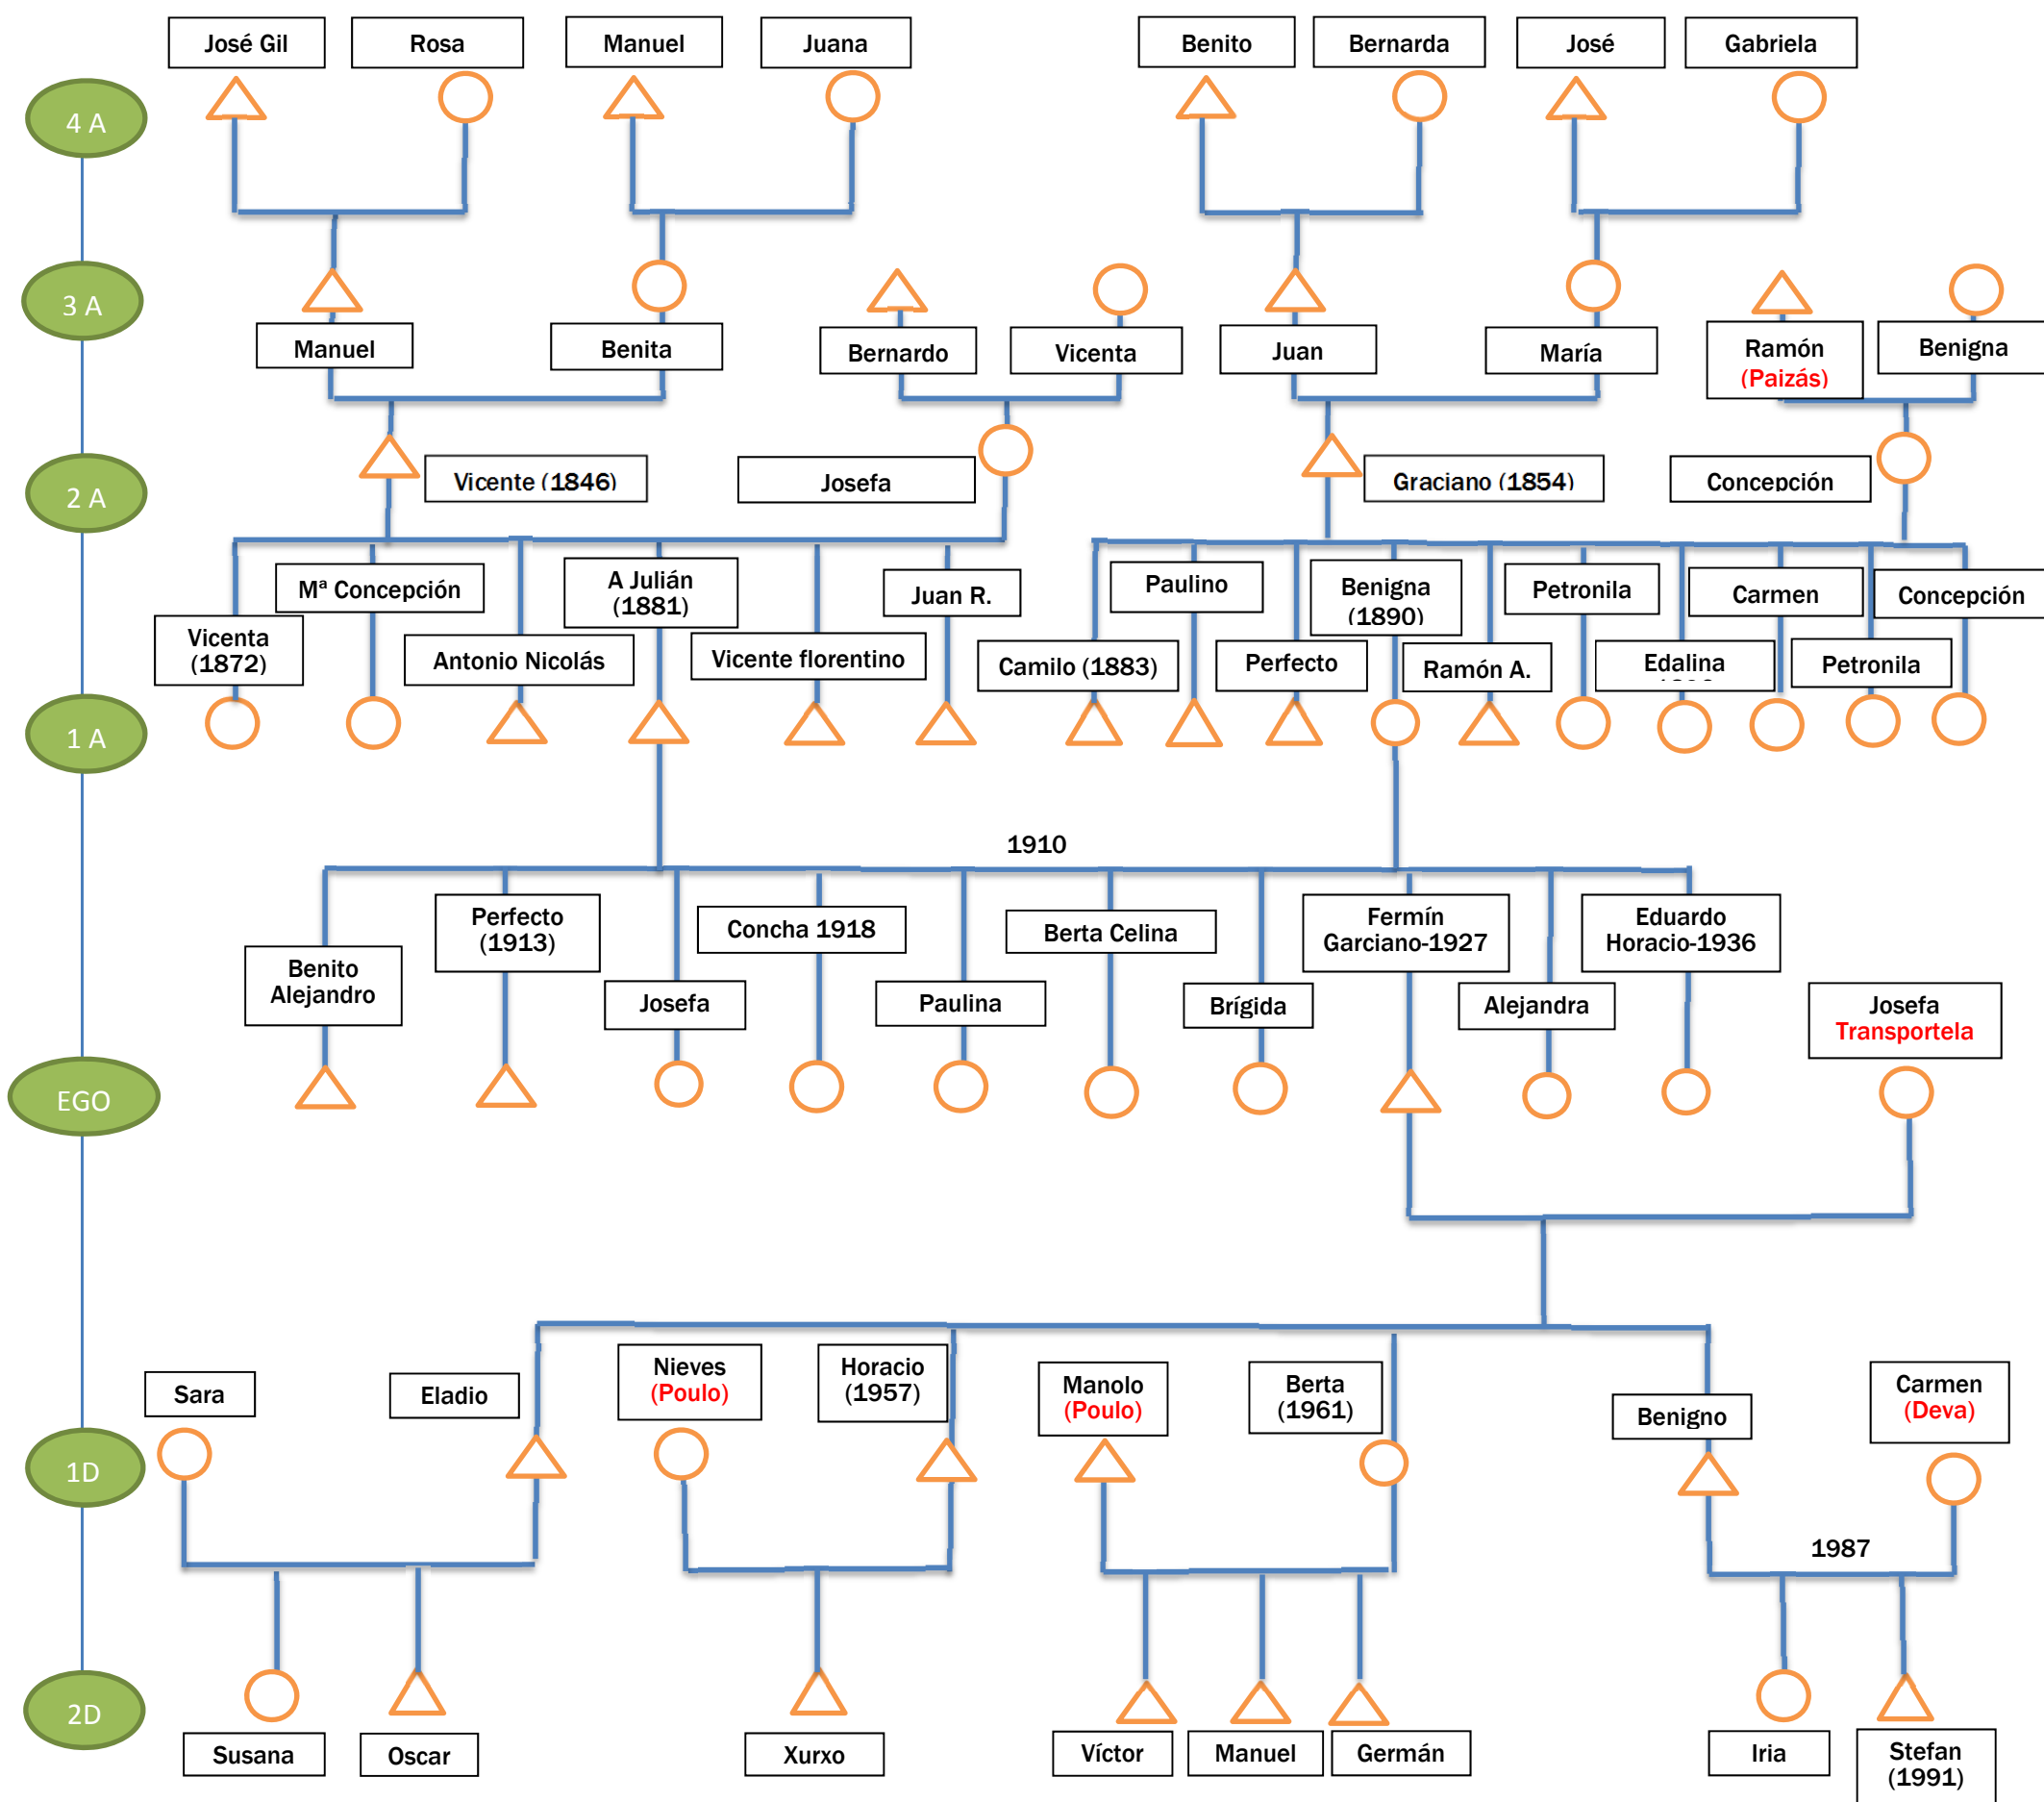 José Gil
Rosa
Manuel
Juana
Benito
Bernarda
José
Gabriela
4 A
3 A
Manuel
Benita
Bernardo
Vicenta
Juan
María
Ramón
(Paizás)
Benigna
2 A
Vicente (1846)
Josefa
Graciano (1854)
Concepción
Vicenta
(1872)
Mª Concepción
Antonio Nicolás
A Julián
(1881)
Vicente florentino
Juan R.
Camilo (1883)
Paulino
Perfecto
Benigna
(1890)
Ramón A.
Petronila
Edalina
Carmen
Petronila
Concepción
1 A
1910
Benito
Alejandro
Perfecto
(1913)
Josefa
Concha 1918
Paulina
Berta Celina
Brígida
Fermín
Garciano-1927
Alejandra
Eduardo
Horacio-1936
Josefa
Transportela
EGO
Sara
Eladio
Nieves
(Poulo)
Horacio
(1957)
Manolo
(Poulo)
Berta
(1961)
Benigno
Carmen
(Deva)
1D
1987
2D
Susana
Oscar
Xurxo
Víctor
Manuel
Germán
Iria
Stefan
(1991)